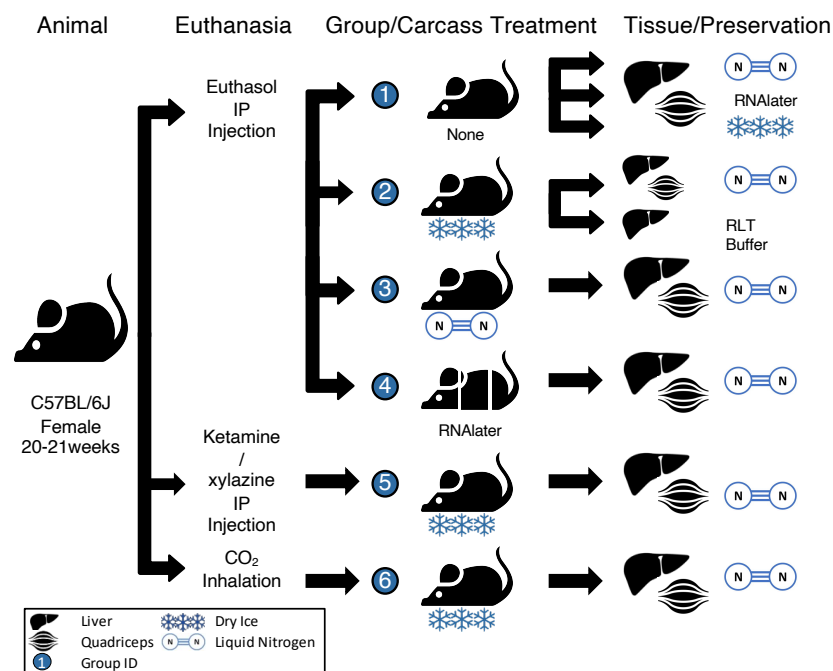 Animal
Euthanasia
Group/Carcass Treatment
Tissue/Preservation
Euthasol
IP
Injection
1
None
N N
RNAlater
2
N N
RLT
Buffer
3
N N
N N
C57BL/6J
Female
20-21weeks
4
RNAlater
N N
Ketamine
/
xylazine
IP
Injection
5
N N
CO₂
Inhalation
6
N N
Liver
Dry Ice
Quadriceps
N N
Liquid Nitrogen
1
Group ID